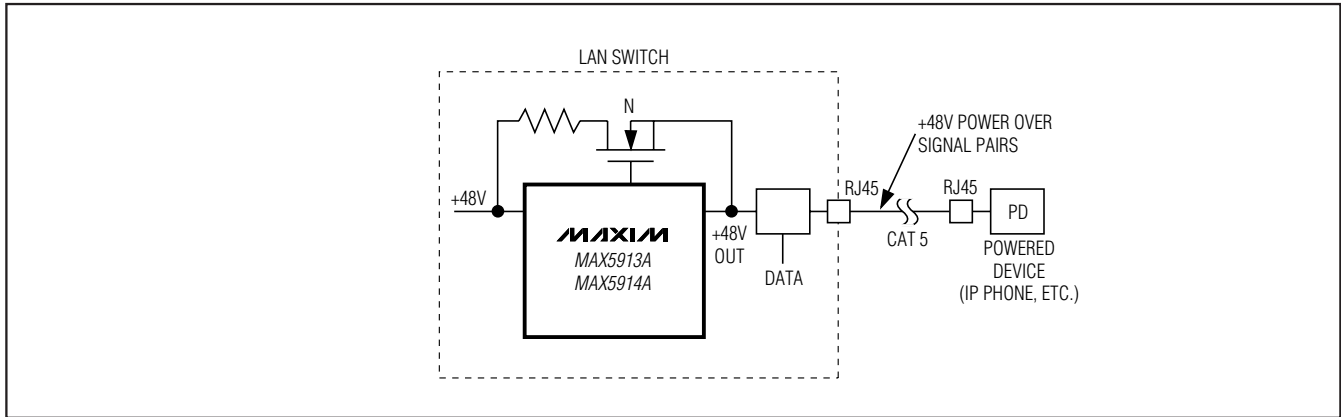 LAN SWITCH
N
+48V POWER OVER
SIGNAL PAIRS
+48V
MAXIM
MAX5913A
MAX5914A
+48V
OUT
DATA
RJ45
CAT 5
RJ45
PD
POWERED
DEVICE
(IP PHONE, ETC.)